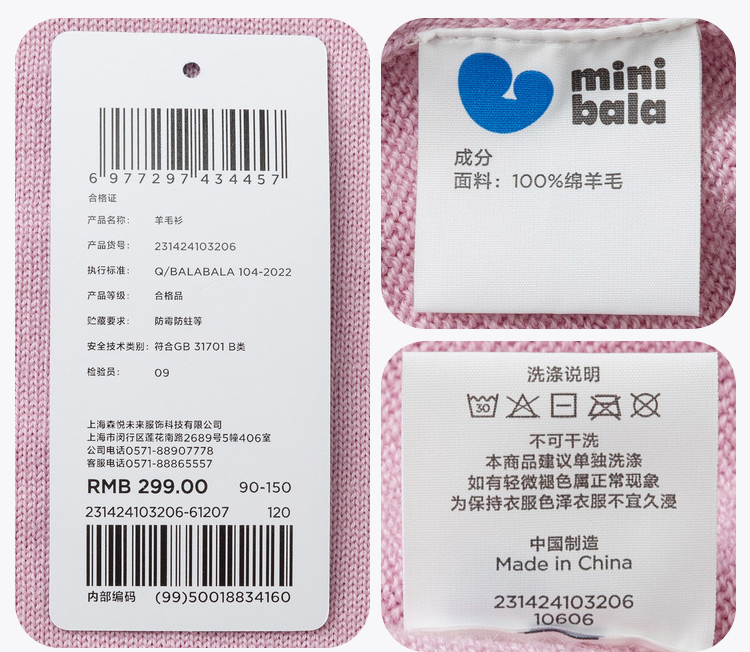 6 977297 434457
合格证
产品名称: 羊毛衫
产品货号: 231424103206
执行标准: Q/BALABALA 104-2022
产品等级: 合格品
贮藏要求: 防霉防蛀等
安全技术类别: 符合GB 31701 B类
检验员: 09
上海森悦未来服饰科技有限公司
上海市闵行区莲花南路2689号5幢406室
公司电话0571-88907778
客服电话0571-88865557
RMB 299.00 90-150
231424103206-61207 120
内部编码 (99)50018834160
mini
bala
成分
面料: 100%绵羊毛
洗涤说明
30
不可干洗
本商品建议单独洗涤
如有轻微褪色属正常现象
为保持衣服色泽衣服不宜久浸
中国制造
Made in China
231424103206
10606